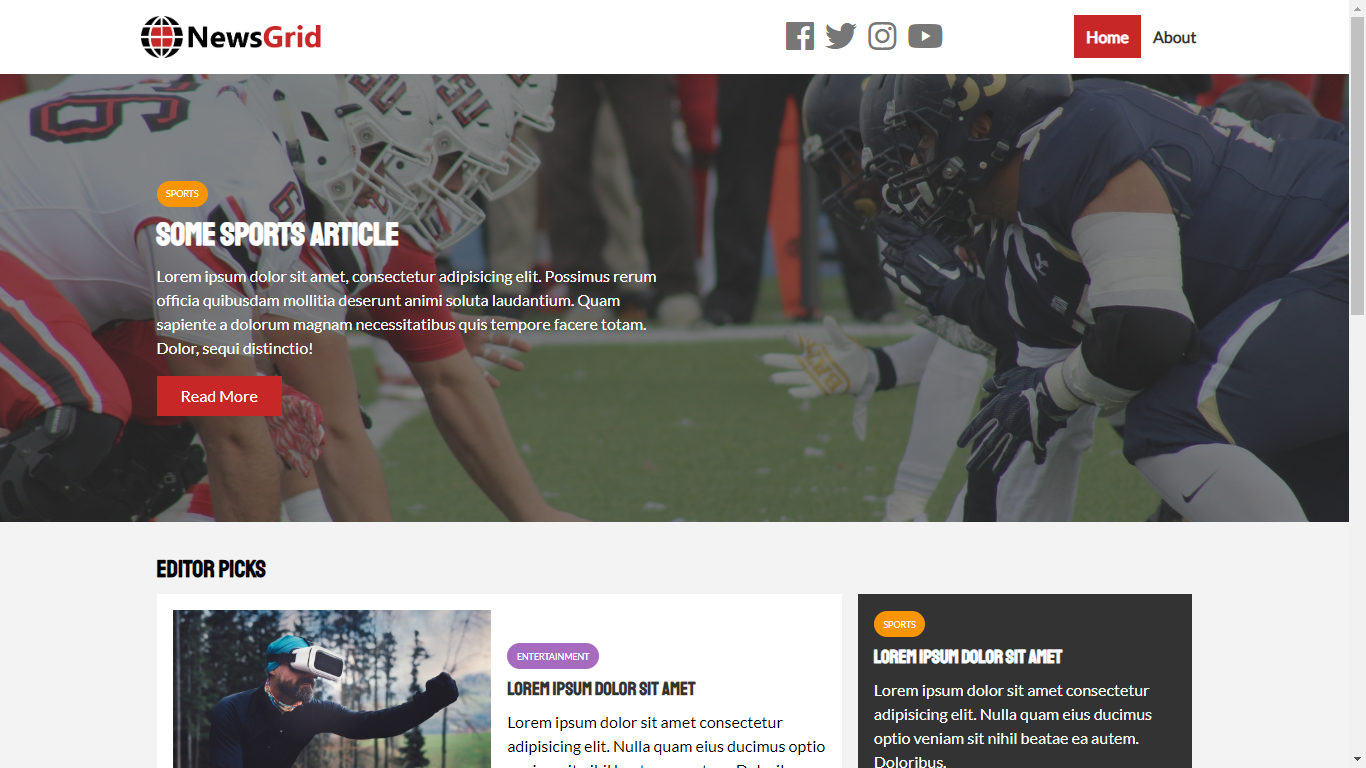 NewsGrid
Home
About
SPORTS
SOME SPORTS ARTICLE
Lorem ipsum dolor sit amet, consectetur adipisicing elit. Possimus rerum
officia quibusdam mollitia deserunt animi soluta laudantium. Quam
sapiente a dolorum magnam necessitatibus quis tempore facere totam.
Dolor, sequi distinctio!
Read More
EDITOR PICKS
ENTERTAINMENT
LOREM IPSUM DOLOR SIT AMET
Lorem ipsum dolor sit amet consectetur
adipisicing elit. Nulla quam eius ducimus optio
SPORTS
LOREM IPSUM DOLOR SIT AMET
Lorem ipsum dolor sit amet consectetur
adipisicing elit. Nulla quam eius ducimus
optio veniam sit nihil beatae ea autem.
Doloribus.